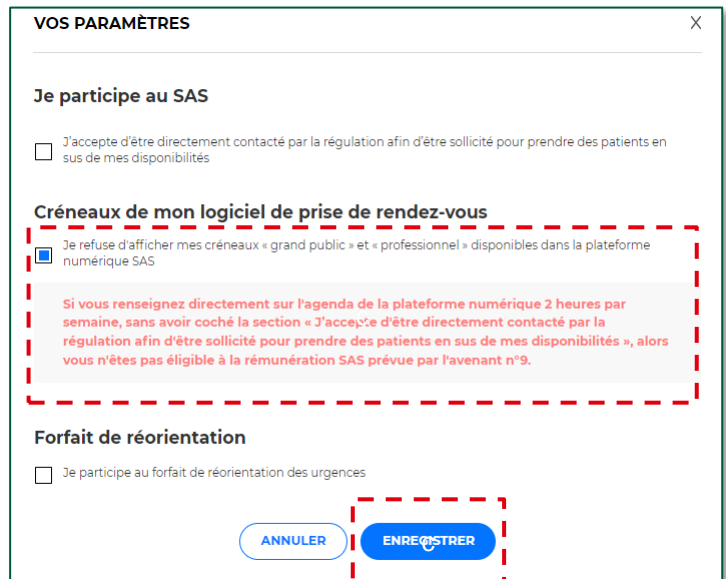 VOS PARAMÈTRES X
Je participe au SAS
J'accepte d'être directement contacté par la régulation afin d'être sollicité pour prendre des patients en
sus de mes disponibilités
Créneaux de mon logiciel de prise de rendez-vous
Je refuse d'afficher mes créneaux « grand public » et « professionnel » disponibles dans la plateforme
numérique SAS
Si vous renseignez directement sur l'agenda de la plateforme numérique 2 heures par
semaine, sans avoir coché la section « J'accepte d'être directement contacté par la
régulation afin d'être sollicité pour prendre des patients en sus de mes disponibilités », alors
vous n'êtes pas éligible à la rémunération SAS prévue par l'avenant n°9.
Forfait de réorientation
Je participe au forfait de réorientation des urgences
ANNULER ENREGISTRER